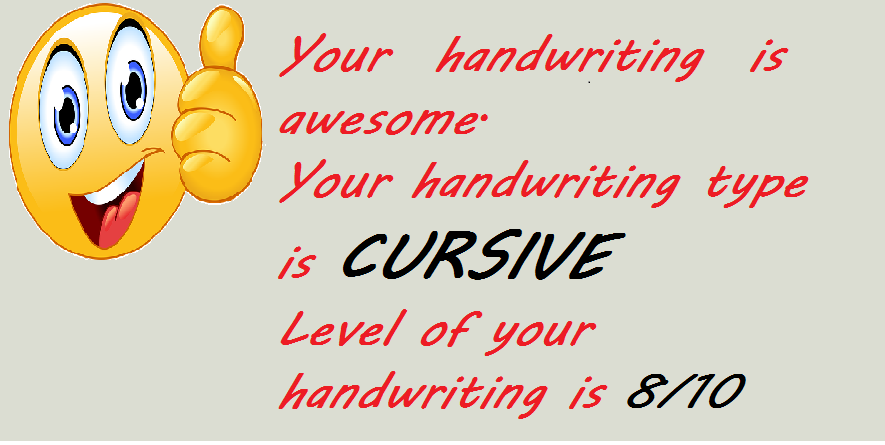 Your handwriting is
awesome.
Your handwriting type
is CURSIVE
Level of your
handwriting is 8/10